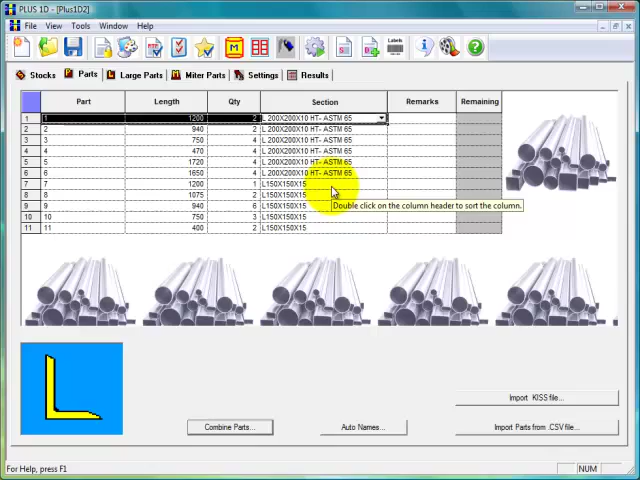 PLUS 1D - [Plus1D2]
File View Tools Parts Window Help
Labels
Stocks Parts Large Parts Miter Parts Settings Results
Part Length Qty Section Remarks Remaining
1 1 1200 2 L 200X200X10 HT- ASTM 65
2 2 940 2 L 200X200X10 HT- ASTM 65
3 3 750 4 L 200X200X10 HT- ASTM 65
4 4 470 4 L 200X200X10 HT- ASTM 65
5 5 1720 4 L 200X200X10 HT- ASTM 65
6 6 1650 4 L 200X200X10 HT- ASTM 65
7 7 1200 1 L150X150X15
8 8 1075 2 L150X150X15
Double click on the column header to sort the column.
9 9 940 6 L150X150X15
10 10 750 4 L150X150X15
11 11 400 2 L150X150X15
Import KISS file...
Combine Parts... Auto Names... Import Parts from .CSV file...
For Help, press F1 NUM